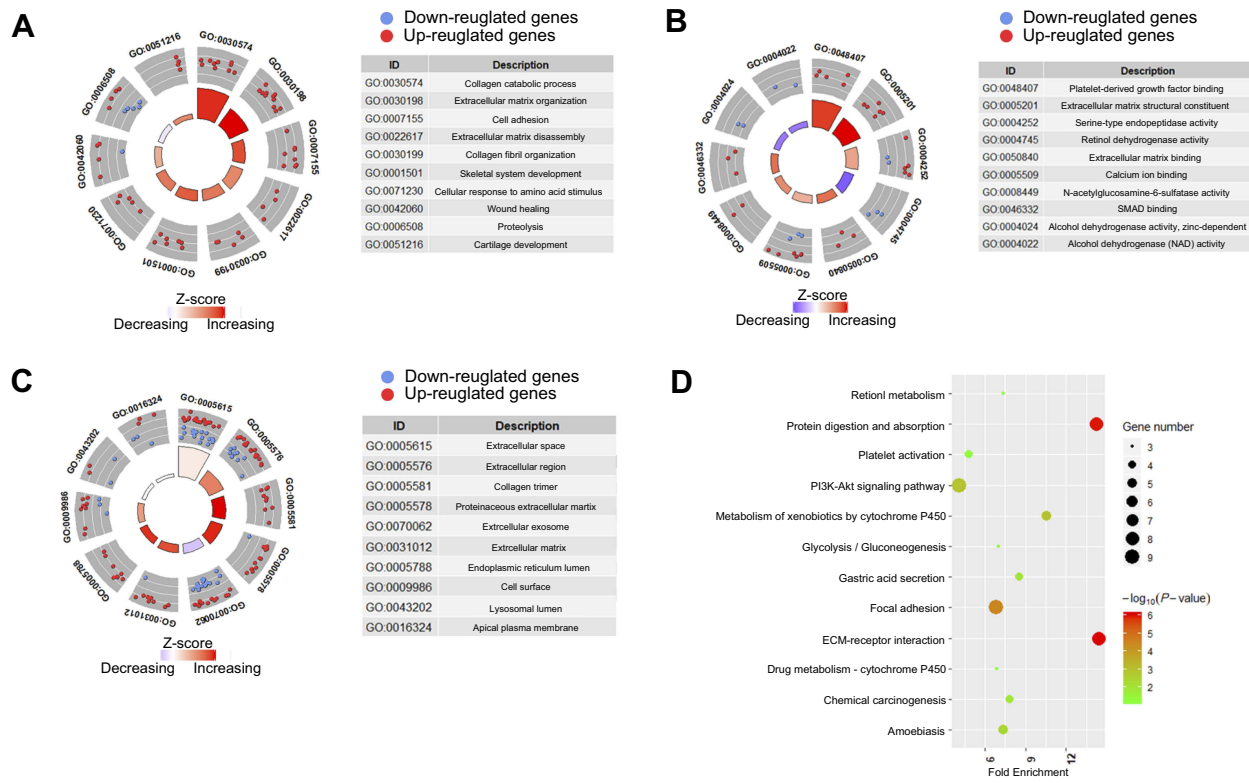 A
Down-reuglated genes
Up-reuglated genes
GO:0030574
GO:0030198
GO:0007155
GO:0022617
GO:0030199
GO:0001501
GO:0071230
GO:0042060
GO:0006508
GO:0051216
Z-score
Decreasing Increasing
ID Description
GO:0030574 Collagen catabolic process
GO:0030198 Extracellular matrix organization
GO:0007155 Cell adhesion
GO:0022617 Extracellular matrix disassembly
GO:0030199 Collagen fibril organization
GO:0001501 Skeletal system development
GO:0071230 Cellular response to amino acid stimulus
GO:0042060 Wound healing
GO:0006508 Proteolysis
GO:0051216 Cartilage development
B
Down-reuglated genes
Up-reuglated genes
GO:0048407
GO:0005201
GO:0004252
GO:0004745
GO:0050840
GO:0005509
GO:0008449
GO:0046332
GO:0004024
GO:0004022
Z-score
Decreasing Increasing
ID Description
GO:0048407 Platelet-derived growth factor binding
GO:0005201 Extracellular matrix structural constituent
GO:0004252 Serine-type endopeptidase activity
GO:0004745 Retinol dehydrogenase activity
GO:0050840 Extracellular matrix binding
GO:0005509 Calcium ion binding
GO:0008449 N-acetylglucosamine-6-sulfatase activity
GO:0046332 SMAD binding
GO:0004024 Alcohol dehydrogenase activity, zinc-dependent
GO:0004022 Alcohol dehydrogenase (NAD) activity
C
Down-reuglated genes
Up-reuglated genes
GO:0005615
GO:0005576
GO:0005581
GO:0005578
GO:0070062
GO:0031012
GO:0005788
GO:0009986
GO:0043202
GO:0016324
Z-score
Decreasing Increasing
ID Description
GO:0005615 Extracellular space
GO:0005576 Extracellular region
GO:0005581 Collagen trimer
GO:0005578 Proteinaceous extracellular martix
GO:0070062 Extrcellular exosome
GO:0031012 Extrcellular matrix
GO:0005788 Endoplasmic reticulum lumen
GO:0009986 Cell surface
GO:0043202 Lysosomal lumen
GO:0016324 Apical plasma membrane
D
Retionl metabolism
Protein digestion and absorption
Platelet activation
PI3K-Akt signaling pathway
Metabolism of xenobiotics by cytochrome P450
Glycolysis / Gluconeogenesis
Gastric acid secretion
Focal adhesion
ECM-receptor interaction
Drug metabolism - cytochrome P450
Chemical carcinogenesis
Amoebiasis
6 9 12
Fold Enrichment
Gene number
3
4
5
6
7
8
9
−log10(P−value)
6
5
4
3
2